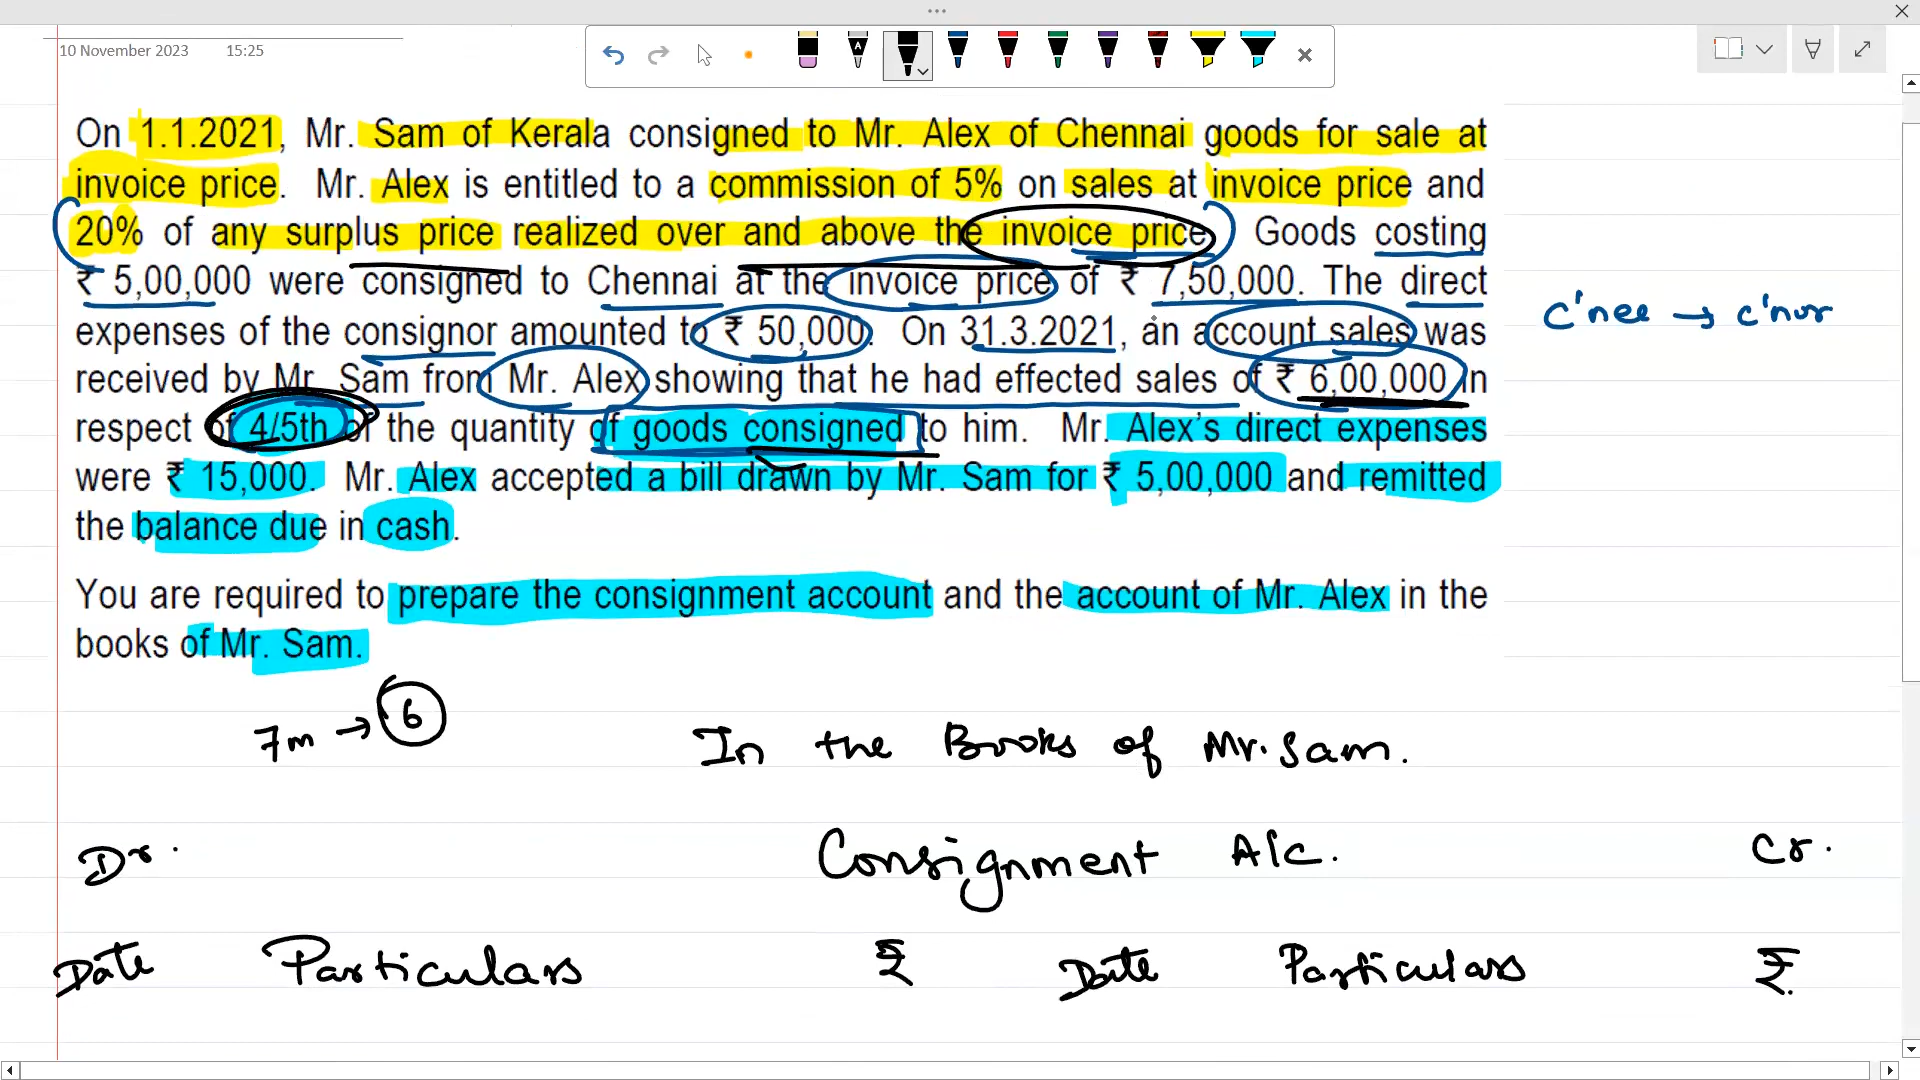 10 November 2023 15:25
On 1.1.2021, Mr. Sam of Kerala consigned to Mr. Alex of Chennai goods for sale at
invoice price. Mr. Alex is entitled to a commission of 5% on sales at invoice price and
20% of any surplus price realized over and above the invoice price. Goods costing
₹ 5,00,000 were consigned to Chennai at the invoice price of ₹ 7,50,000. The direct
expenses of the consignor amounted to ₹ 50,000. On 31.3.2021, an account sales was
received by Mr. Sam from Mr. Alex showing that he had effected sales of ₹ 6,00,000 in
respect of 4/5th of the quantity of goods consigned to him. Mr. Alex's direct expenses
were ₹ 15,000. Mr. Alex accepted a bill drawn by Mr. Sam for ₹ 5,00,000 and remitted
the balance due in cash.
c'nee → c'nor
You are required to prepare the consignment account and the account of Mr. Alex in the
books of Mr. Sam.
7m → 6
In the Books of Mr. Sam.
Dr. Consignment A/c. Cr.
Date Particulars ₹ Date Particulars ₹